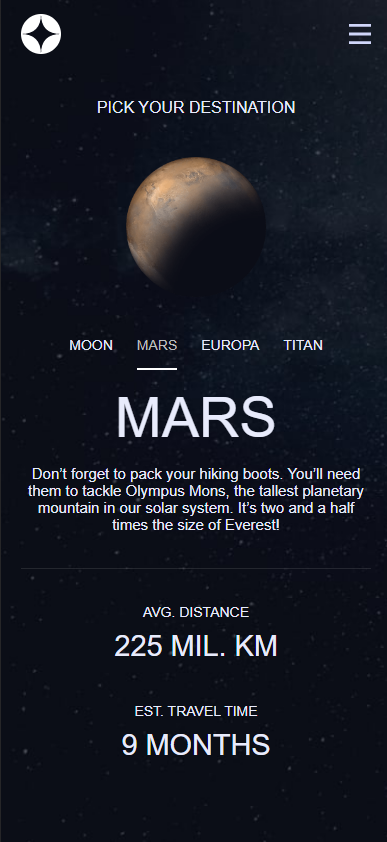 PICK YOUR DESTINATION
MOON MARS EUROPA TITAN
MARS
Don’t forget to pack your hiking boots. You’ll need
them to tackle Olympus Mons, the tallest planetary
mountain in our solar system. It’s two and a half
times the size of Everest!
AVG. DISTANCE
225 MIL. KM
EST. TRAVEL TIME
9 MONTHS